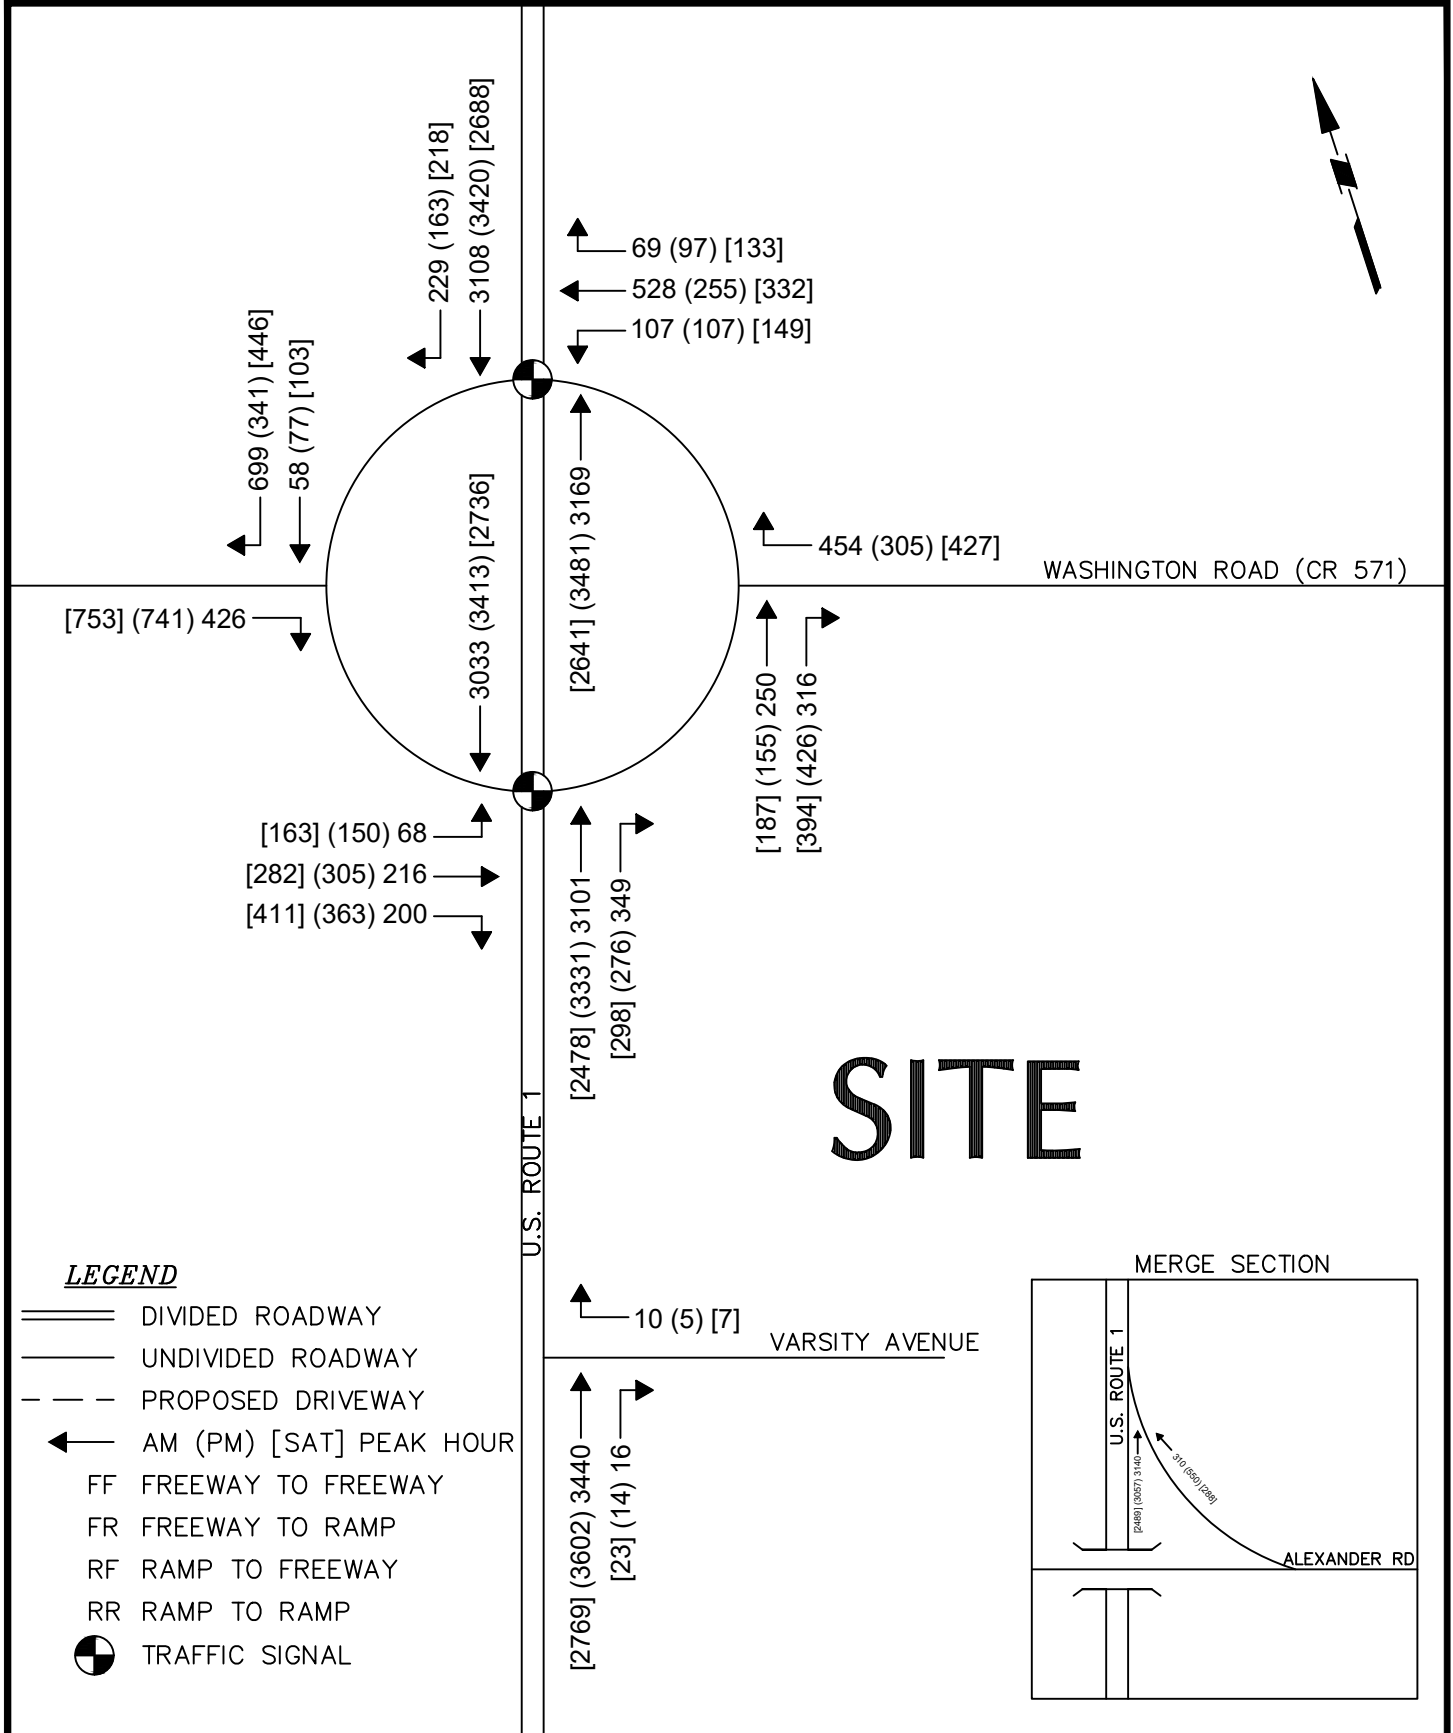 229 (163) [218]
3108 (3420) [2688]
69 (97) [133]
528 (255) [332]
107 (107) [149]
699 (341) [446]
58 (77) [103]
3033 (3413) [2736]
[2641] (3481) 3169
454 (305) [427]
WASHINGTON ROAD (CR 571)
[753] (741) 426
[187] (155) 250
[394] (426) 316
[163] (150) 68
[282] (305) 216
[411] (363) 200
[2478] (3331) 3101
[298] (276) 349
SITE
U.S. ROUTE 1
10 (5) [7]
VARSITY AVENUE
[2769] (3602) 3440
[23] (14) 16
LEGEND
DIVIDED ROADWAY
UNDIVIDED ROADWAY
PROPOSED DRIVEWAY
AM (PM) [SAT] PEAK HOUR
FF FREEWAY TO FREEWAY
FR FREEWAY TO RAMP
RF RAMP TO FREEWAY
RR RAMP TO RAMP
TRAFFIC SIGNAL
MERGE SECTION
U.S. ROUTE 1
[2489] (3057) 3140
310 (550) [288]
ALEXANDER RD